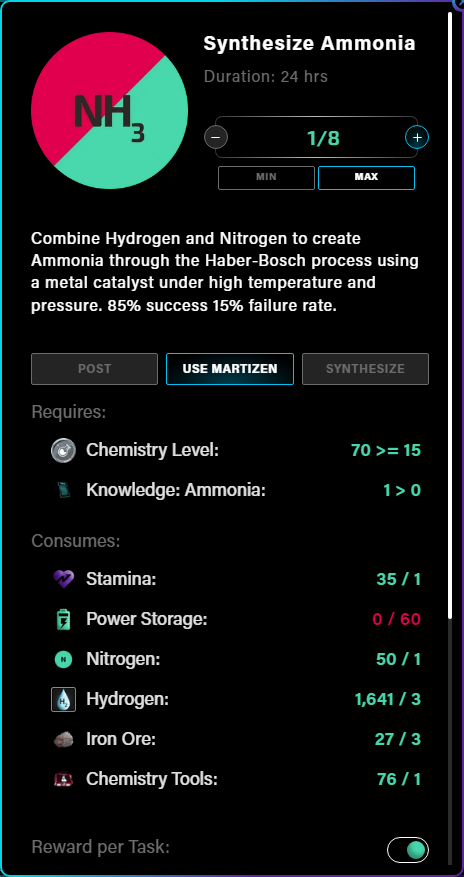 Synthesize Ammonia
Duration: 24 hrs
NH3
1/8
MIN
MAX
Combine Hydrogen and Nitrogen to create
Ammonia through the Haber-Bosch process using
a metal catalyst under high temperature and
pressure. 85% success 15% failure rate.
POST
USE MARTIZEN
SYNTHESIZE
Requires:
Chemistry Level: 70 >= 15
Knowledge: Ammonia: 1 > 0
Consumes:
Stamina: 35 / 1
Power Storage: 0 / 60
N
Nitrogen: 50 / 1
Hydrogen: 1,641 / 3
Iron Ore: 27 / 3
Chemistry Tools: 76 / 1
Reward per Task: